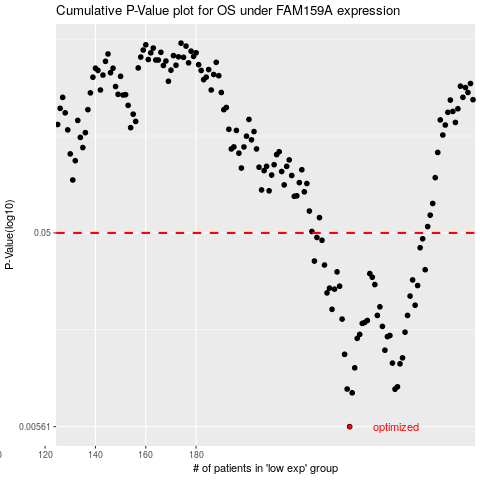 Cumulative P-Value plot for OS under FAM159A expression
P-Value(log10)
0.05
0.00561
optimized
0 120 140 160 180
# of patients in 'low exp' group